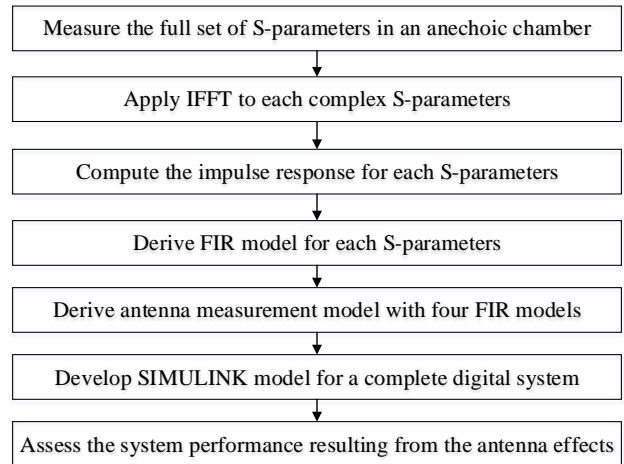 Measure the full set of S-parameters in an anechoic chamber
Apply IFFT to each complex S-parameters
Compute the impulse response for each S-parameters
Derive FIR model for each S-parameters
Derive antenna measurement model with four FIR models
Develop SIMULINK model for a complete digital system
Assess the system performance resulting from the antenna effects